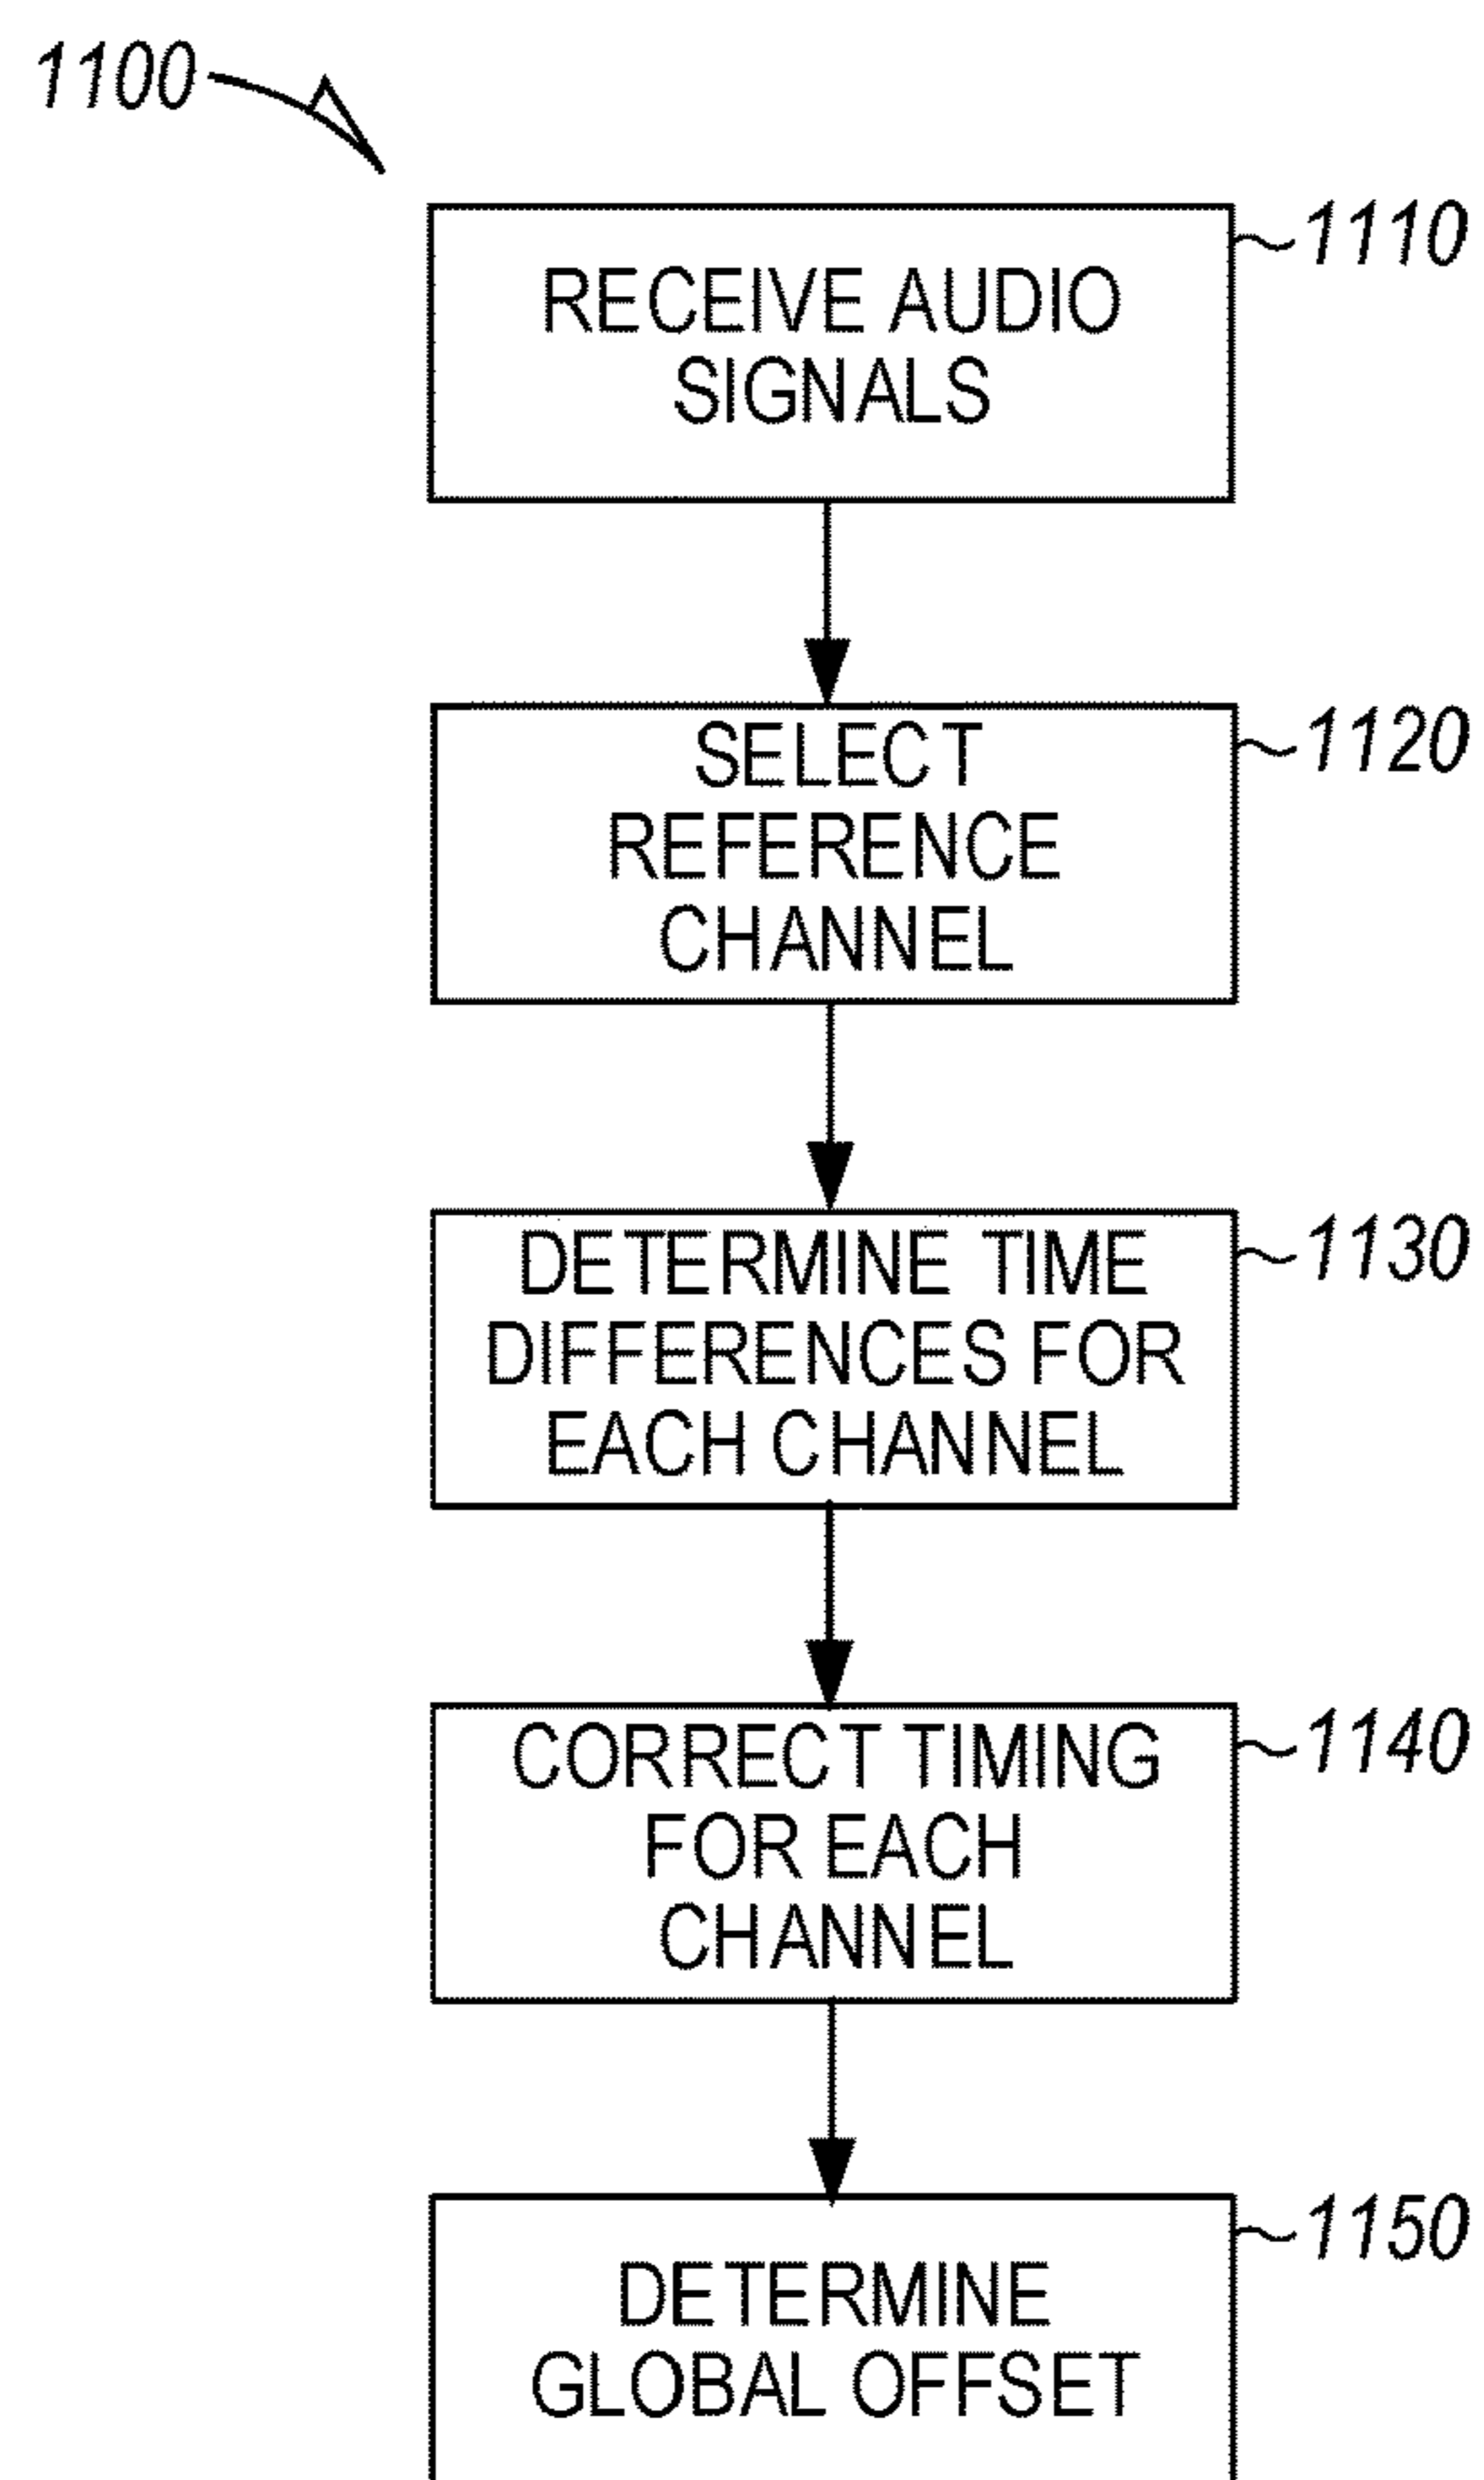 1100
1110
RECEIVE AUDIO
SIGNALS
1120
SELECT
REFERENCE
CHANNEL
1130
DETERMINE TIME
DIFFERENCES FOR
EACH CHANNEL
1140
CORRECT TIMING
FOR EACH
CHANNEL
1150
DETERMINE
GLOBAL OFFSET